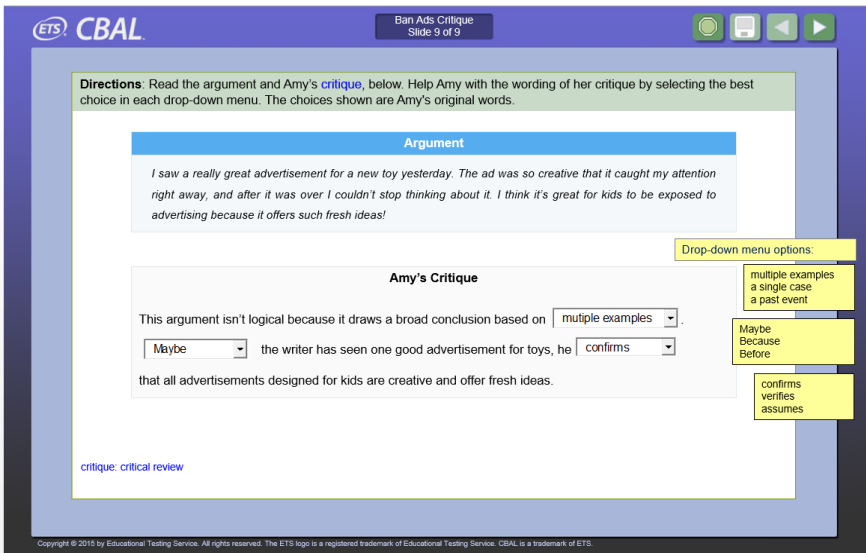 ETS CBAL
Ban Ads Critique
Slide 9 of 9
Directions: Read the argument and Amy's critique, below. Help Amy with the wording of her critique by selecting the best
choice in each drop-down menu. The choices shown are Amy's original words.
Argument
I saw a really great advertisement for a new toy yesterday. The ad was so creative that it caught my attention
right away, and after it was over I couldn't stop thinking about it. I think it's great for kids to be exposed to
advertising because it offers such fresh ideas!
Drop-down menu options:
multiple examples
a single case
a past event
Amy's Critique
This argument isn't logical because it draws a broad conclusion based on mutiple examples .
Maybe the writer has seen one good advertisement for toys, he confirms
that all advertisements designed for kids are creative and offer fresh ideas.
Maybe
Because
Before
confirms
verifies
assumes
critique: critical review
Copyright © 2015 by Educational Testing Service. All rights reserved. The ETS logo is a registered trademark of Educational Testing Service. CBAL is a trademark of ETS.